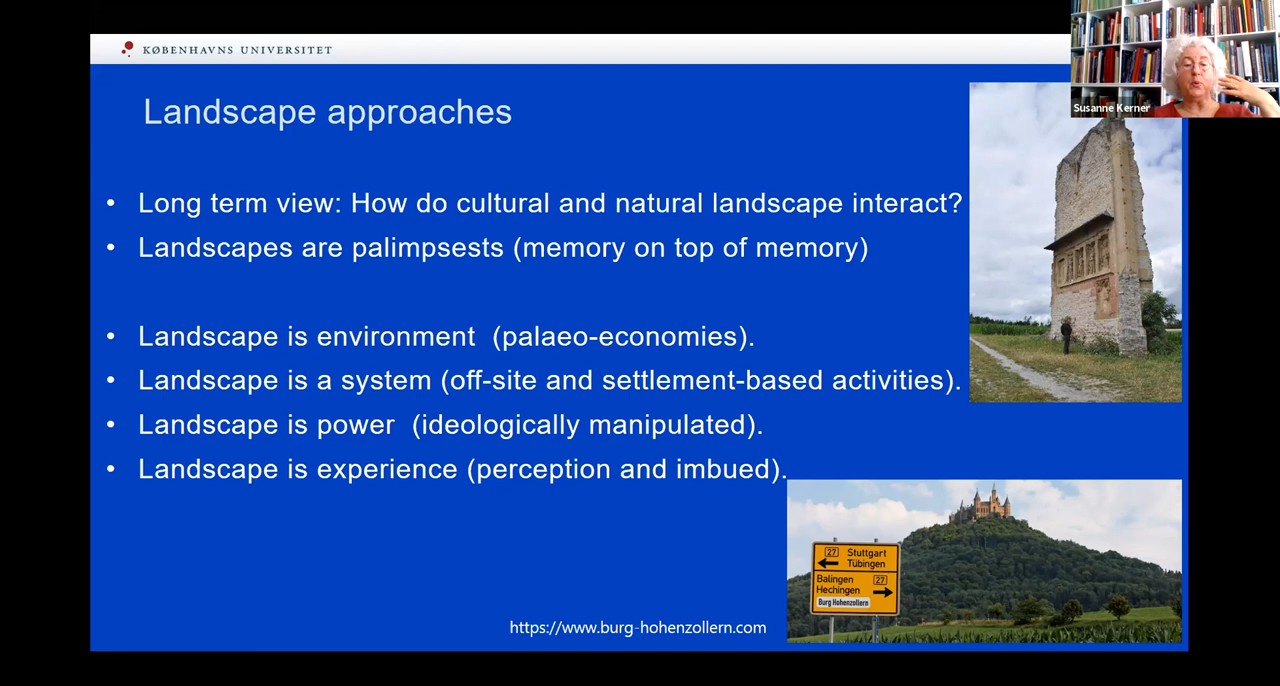 KØBENHAVNS UNIVERSITET
Susanne Kerner
Landscape approaches
• Long term view: How do cultural and natural landscape interact?
• Landscapes are palimpsests (memory on top of memory)
• Landscape is environment (palaeo-economies).
• Landscape is a system (off-site and settlement-based activities).
• Landscape is power (ideologically manipulated).
• Landscape is experience (perception and imbued).
27 Stuttgart
Tübingen
Balingen 27
Hechingen
Burg Hohenzollern
https://www.burg-hohenzollern.com